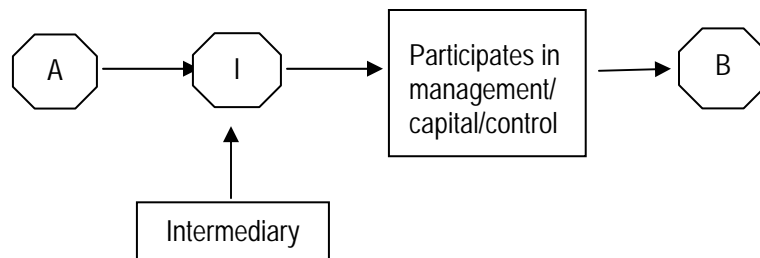 A
I
Participates in
management/
capital/control
B
Intermediary